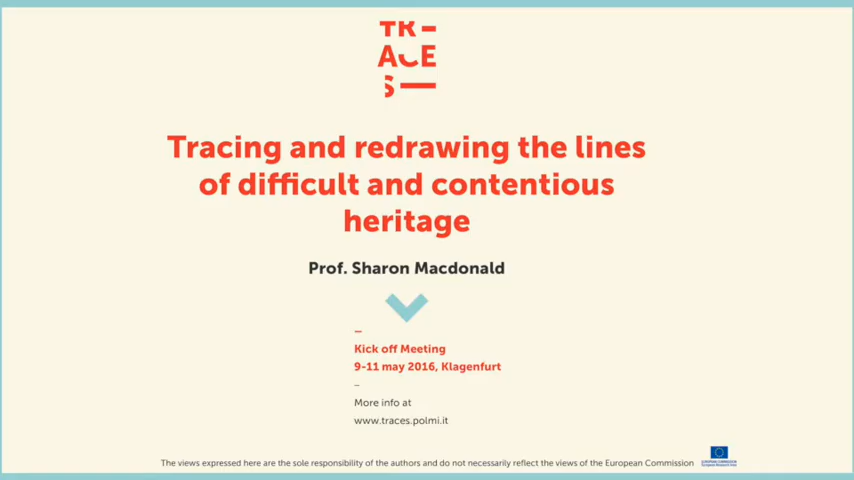 TR–
ACE
S—
Tracing and redrawing the lines
of difficult and contentious
heritage
Prof. Sharon Macdonald
–
Kick off Meeting
9-11 may 2016, Klagenfurt
–
More info at
www.traces.polmi.it
The views expressed here are the sole responsibility of the authors and do not necessarily reflect the views of the European Commission